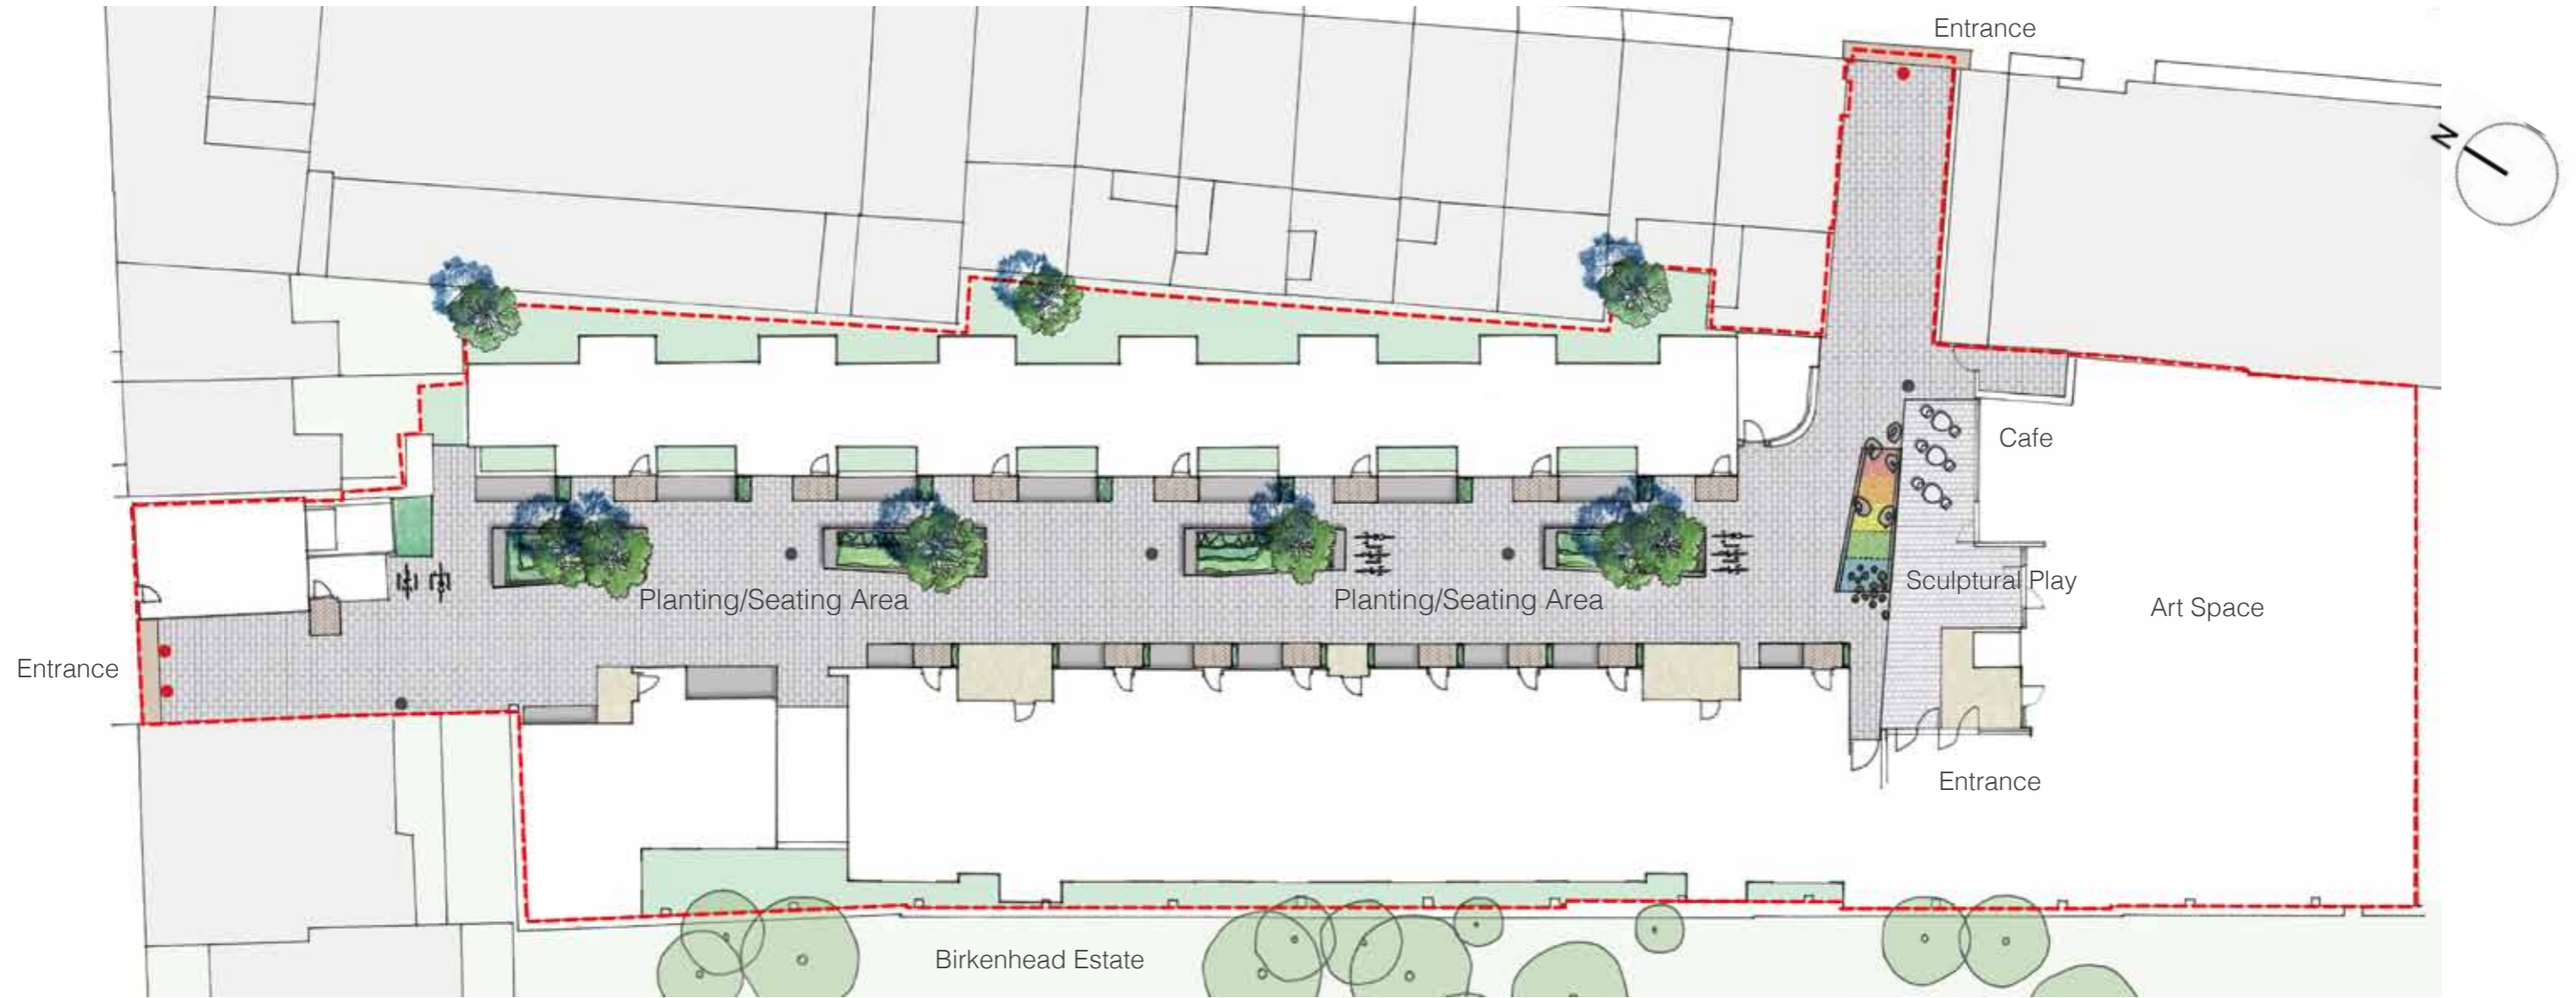 Entrance
N
Cafe
Sculptural Play
Planting/Seating Area
Planting/Seating Area
Art Space
Entrance
Entrance
Birkenhead Estate